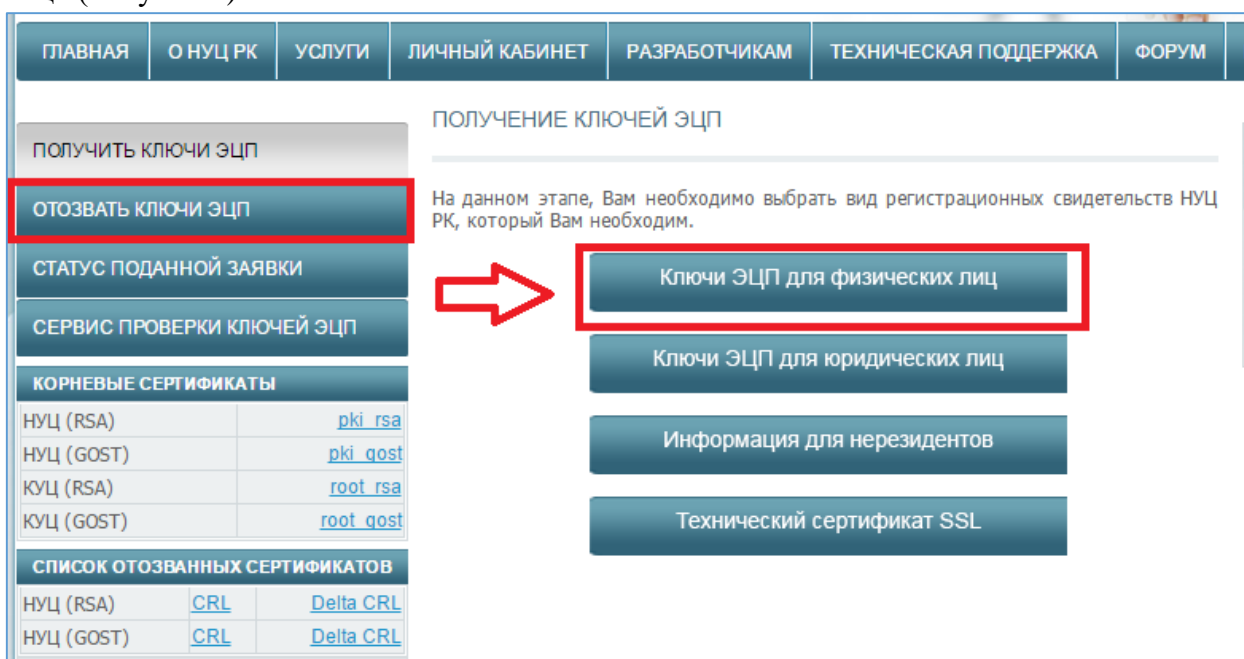 ГЛАВНАЯ О НУЦ РК УСЛУГИ ЛИЧНЫЙ КАБИНЕТ РАЗРАБОТЧИКАМ ТЕХНИЧЕСКАЯ ПОДДЕРЖКА ФОРУМ
ПОЛУЧИТЬ КЛЮЧИ ЭЦП
ОТОЗВАТЬ КЛЮЧИ ЭЦП
СТАТУС ПОДАННОЙ ЗАЯВКИ
СЕРВИС ПРОВЕРКИ КЛЮЧЕЙ ЭЦП
КОРНЕВЫЕ СЕРТИФИКАТЫ
НУЦ (RSA) pki_rsa
НУЦ (GOST) pki_gost
КУЦ (RSA) root_rsa
КУЦ (GOST) root_gost
СПИСОК ОТОЗВАННЫХ СЕРТИФИКАТОВ
НУЦ (RSA) CRL Delta CRL
НУЦ (GOST) CRL Delta CRL
ПОЛУЧЕНИЕ КЛЮЧЕЙ ЭЦП
На данном этапе, Вам необходимо выбрать вид регистрационных свидетельств НУЦ
РК, который Вам необходим.
Ключи ЭЦП для физических лиц
Ключи ЭЦП для юридических лиц
Информация для нерезидентов
Технический сертификат SSL